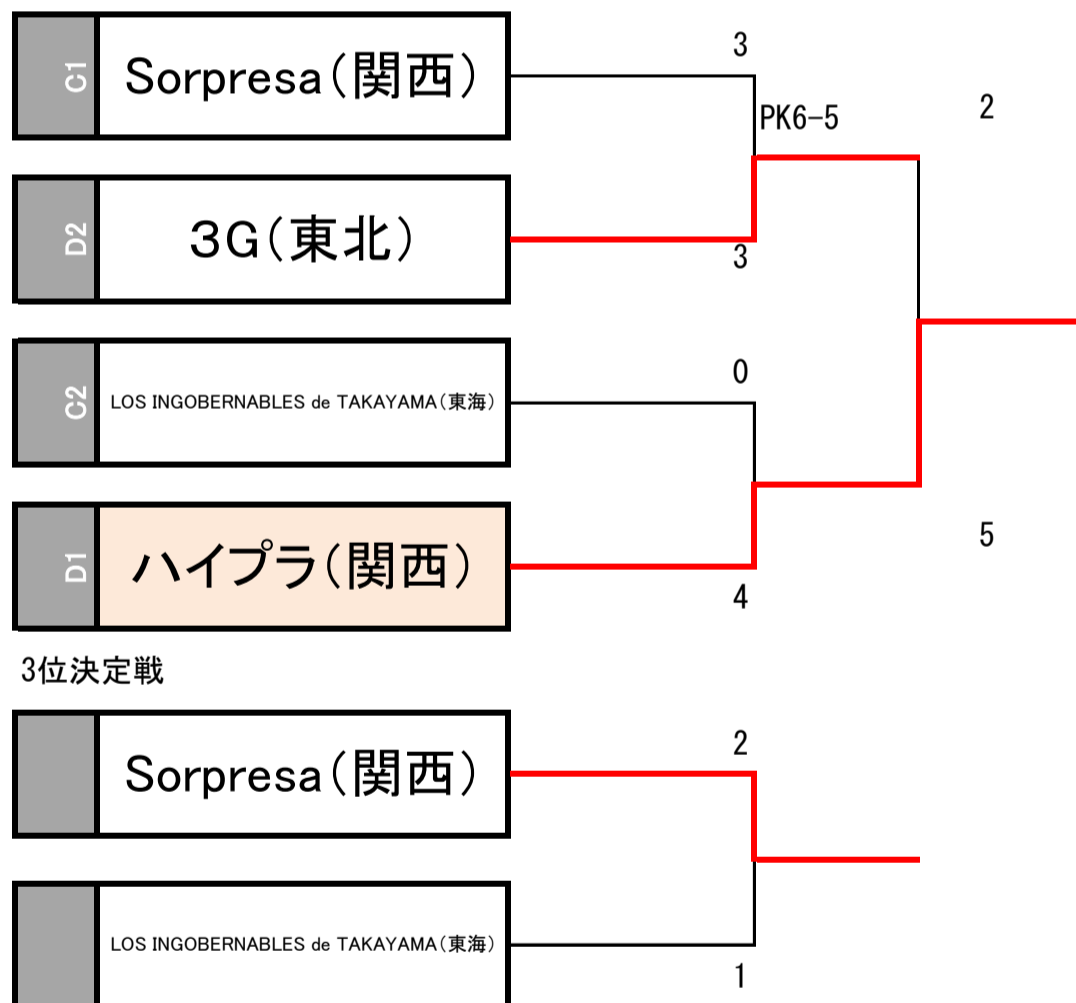 C1
Sorpresa(関西)
3
PK6-5
2
D2
3G(東北)
3
C2
LOS INGOBERNABLES de TAKAYAMA(東海)
0
D1
ハイプラ(関西)
4
5
3位決定戦
Sorpresa(関西)
2
LOS INGOBERNABLES de TAKAYAMA(東海)
1